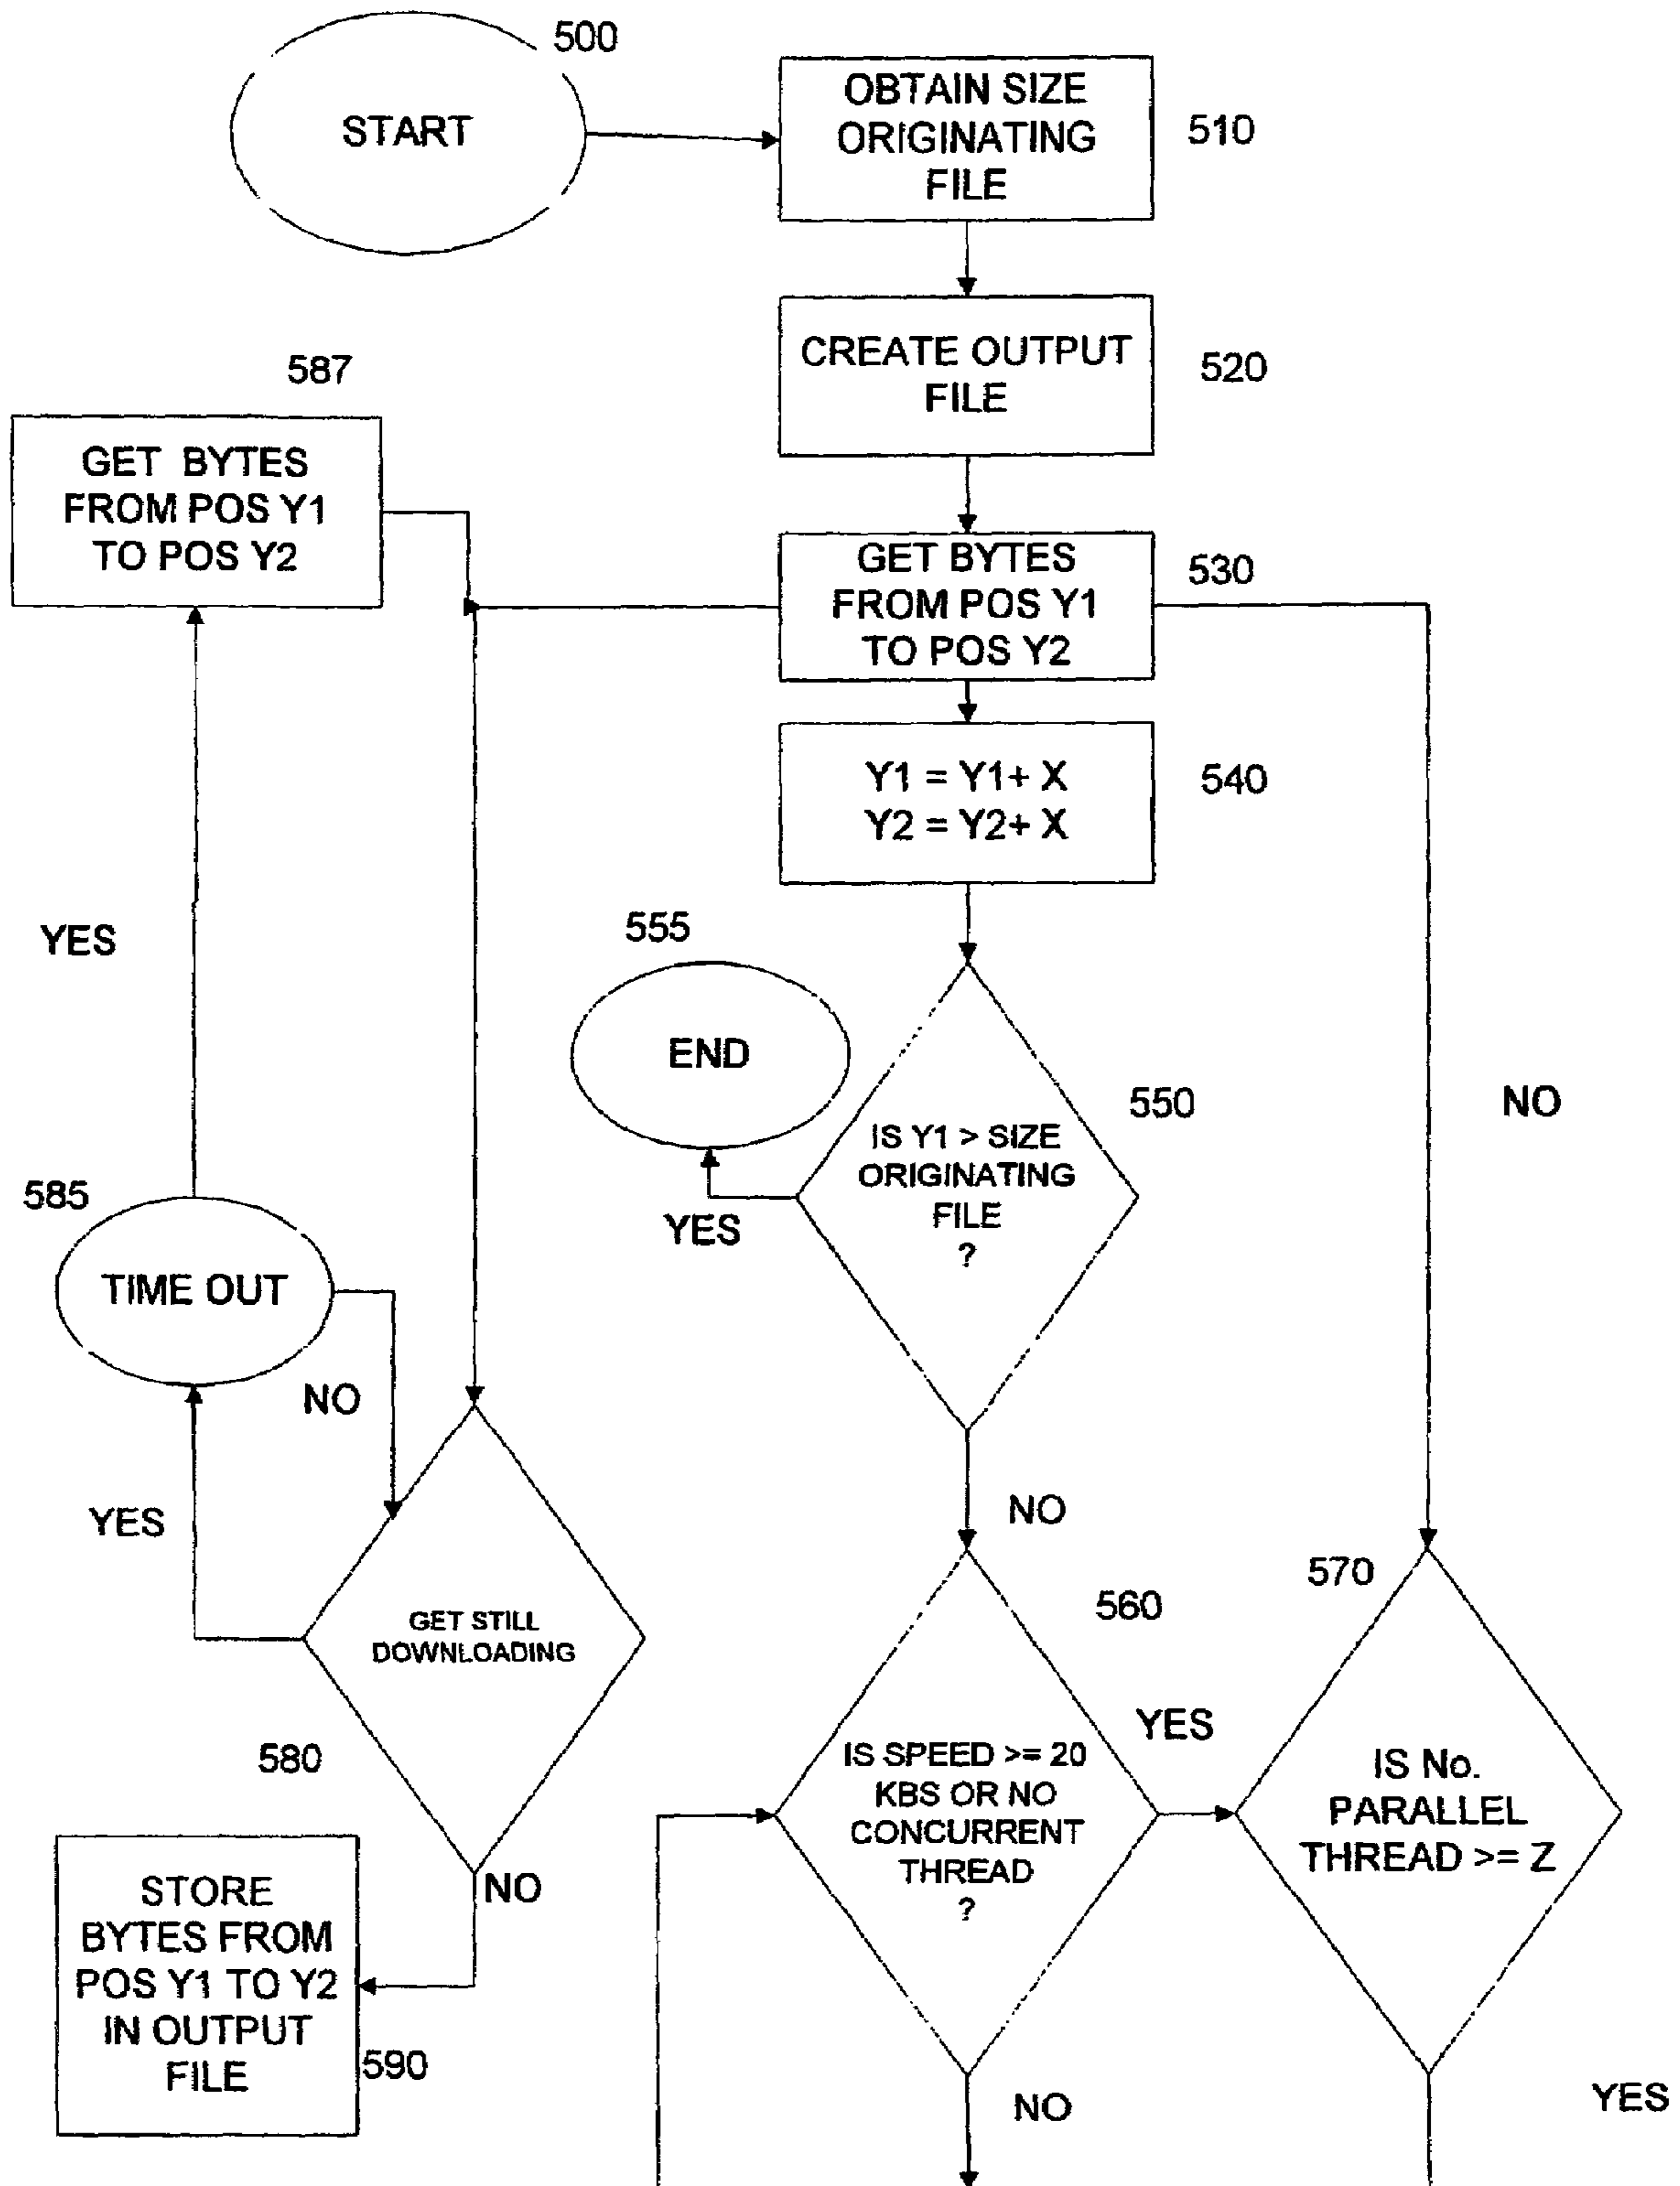 500
START
OBTAIN SIZE
ORIGINATING
FILE
510
CREATE OUTPUT
FILE
520
587
GET BYTES
FROM POS Y1
TO POS Y2
GET BYTES
FROM POS Y1
TO POS Y2
530
Y1 = Y1+ X
Y2 = Y2+ X
540
YES
555
END
IS Y1 > SIZE
ORIGINATING
FILE
?
550
NO
YES
585
TIME OUT
NO
YES
NO
GET STILL
DOWNLOADING
580
560
570
IS SPEED >= 20
KBS OR NO
CONCURRENT
THREAD
?
YES
IS No.
PARALLEL
THREAD >= Z
NO
STORE
BYTES FROM
POS Y1 TO Y2
IN OUTPUT
FILE
590
NO
YES